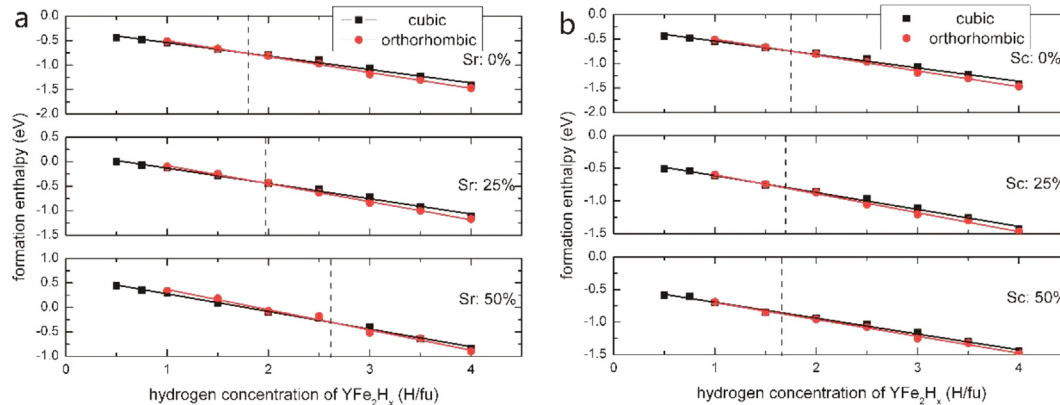 a
cubic
orthorhombic
Sr: 0%
0.0
-0.5
-1.0
-1.5
-2.0
Sr: 25%
0.5
0.0
-0.5
-1.0
-1.5
Sr: 50%
1.0
0.5
0.0
-0.5
-1.0
0 1 2 3 4
formation enthalpy (eV)
hydrogen concentration of YFe₂Hₓ (H/fu)
b
cubic
orthorhombic
Sc: 0%
0.0
-0.5
-1.0
-1.5
-2.0
Sc: 25%
0.0
-0.5
-1.0
-1.5
Sc: 50%
0.0
-0.5
-1.0
-1.5
0 1 2 3 4
formation enthalpy (eV)
hydrogen concentration of YFe₂Hₓ (H/fu)